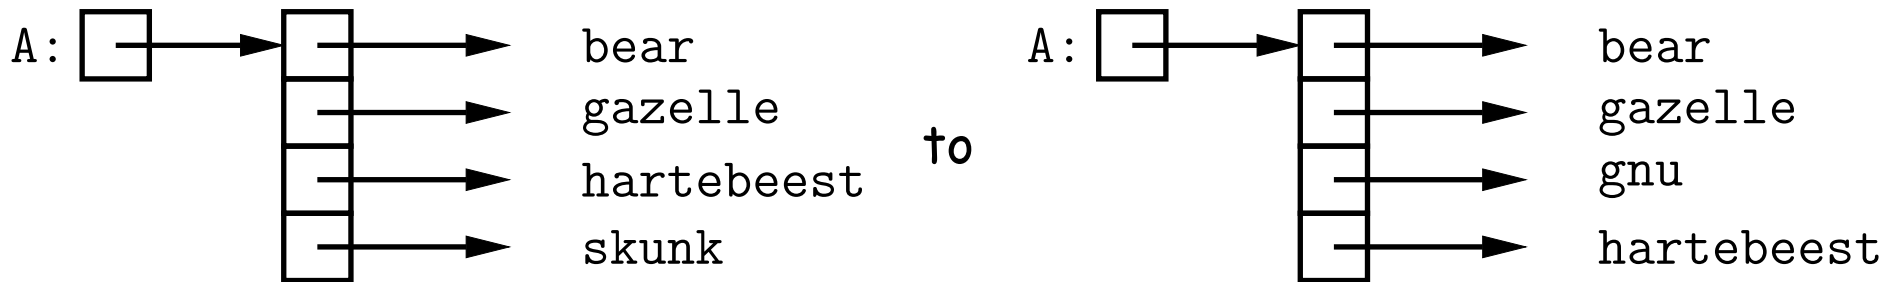 A: bear A: bear
gazelle gazelle
to
hartebeest gnu
skunk hartebeest